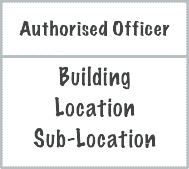 Authorised Officer
Building
Location
Sub-Location